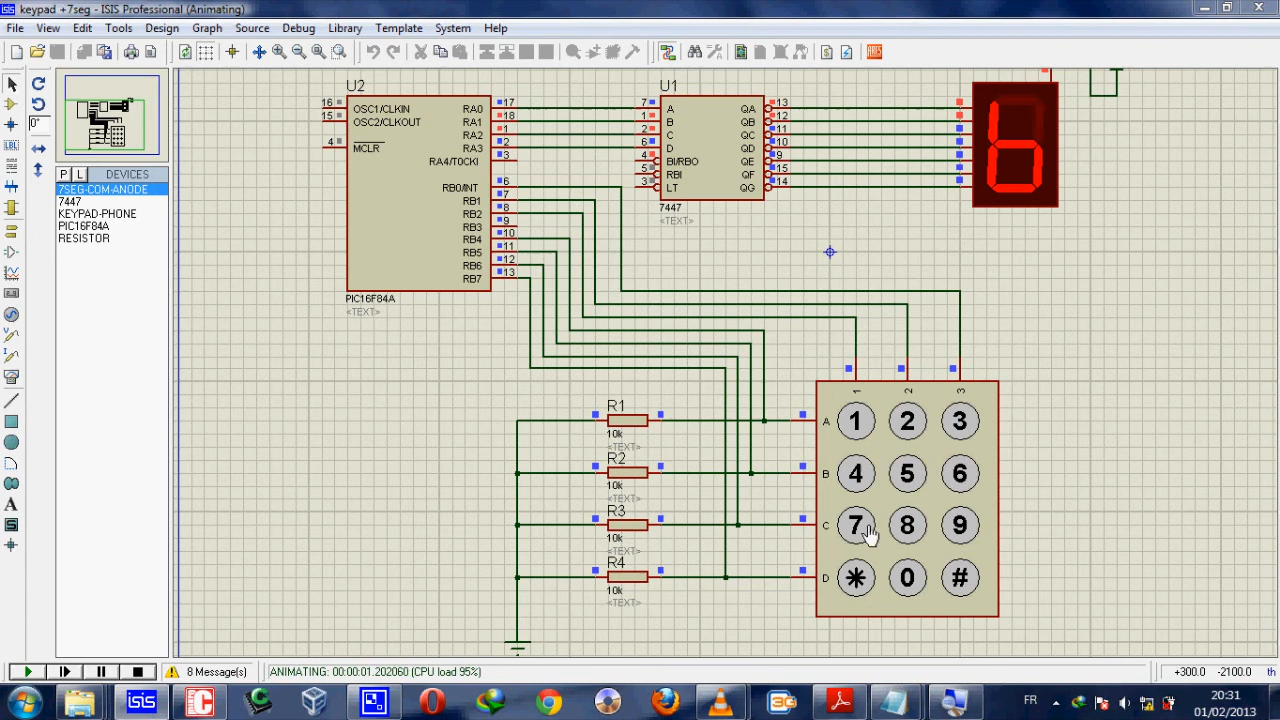 keypad +7seg - ISIS Professional (Animating)
File View Edit Tools Design Graph Source Debug Library Template System Help
0°
P L DEVICES
7SEG-COM-ANODE
7447
KEYPAD-PHONE
PIC16F84A
RESISTOR
LBL
A
U2
16 OSC1/CLKIN RA0 17
15 OSC2/CLKOUT RA1 18
RA2 1
4 MCLR RA3 2
RA4/T0CKI 3
RB0/INT 6
RB1 7
RB2 8
RB3 9
RB4 10
RB5 11
RB6 12
RB7 13
PIC16F84A
<TEXT>
U1
7 A QA 13
1 B QB 12
2 C QC 11
6 D QD 10
4 BI/RBO QE 9
5 RBI QF 15
3 LT QG 14
7447
<TEXT>
R1
10k
<TEXT>
R2
10k
<TEXT>
R3
10k
<TEXT>
R4
10k
<TEXT>
1 2 3
A 1 2 3
B 4 5 6
C 7 8 9
D * 0 #
8 Message(s)
ANIMATING: 00:00:01.202060 (CPU load 95%)
+300.0 -2100.0 th
isis
3G
FR
20:31
01/02/2013